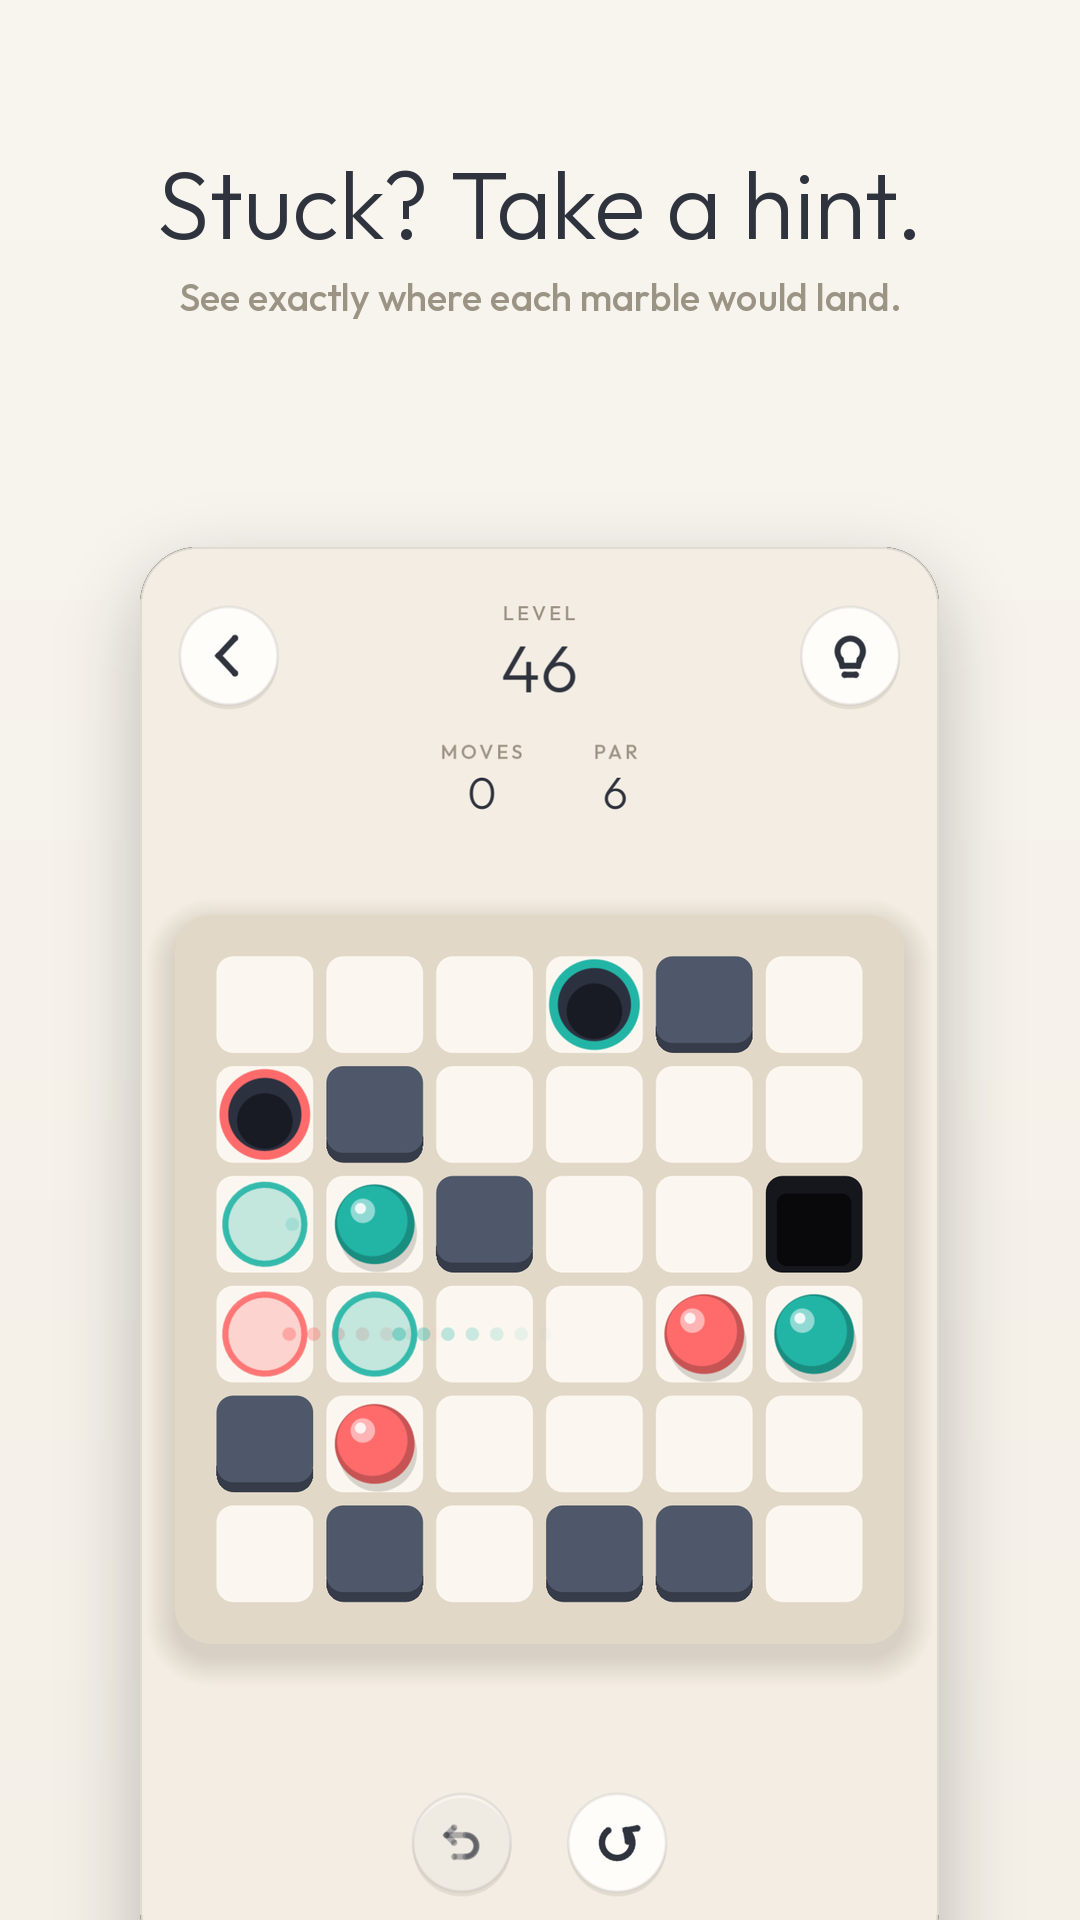 Stuck? Take a hint.
See exactly where each marble would land.
LEVEL
46
MOVES PAR
0 6